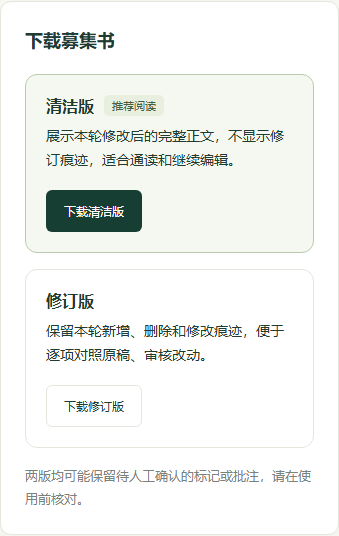 下载募集书
清洁版 推荐阅读
展示本轮修改后的完整正文，不显示修
订痕迹，适合通读和继续编辑。
下载清洁版
修订版
保留本轮新增、删除和修改痕迹，便于
逐项对照原稿、审核改动。
下载修订版
两版均可能保留待人工确认的标记或批注，请在使
用前核对。